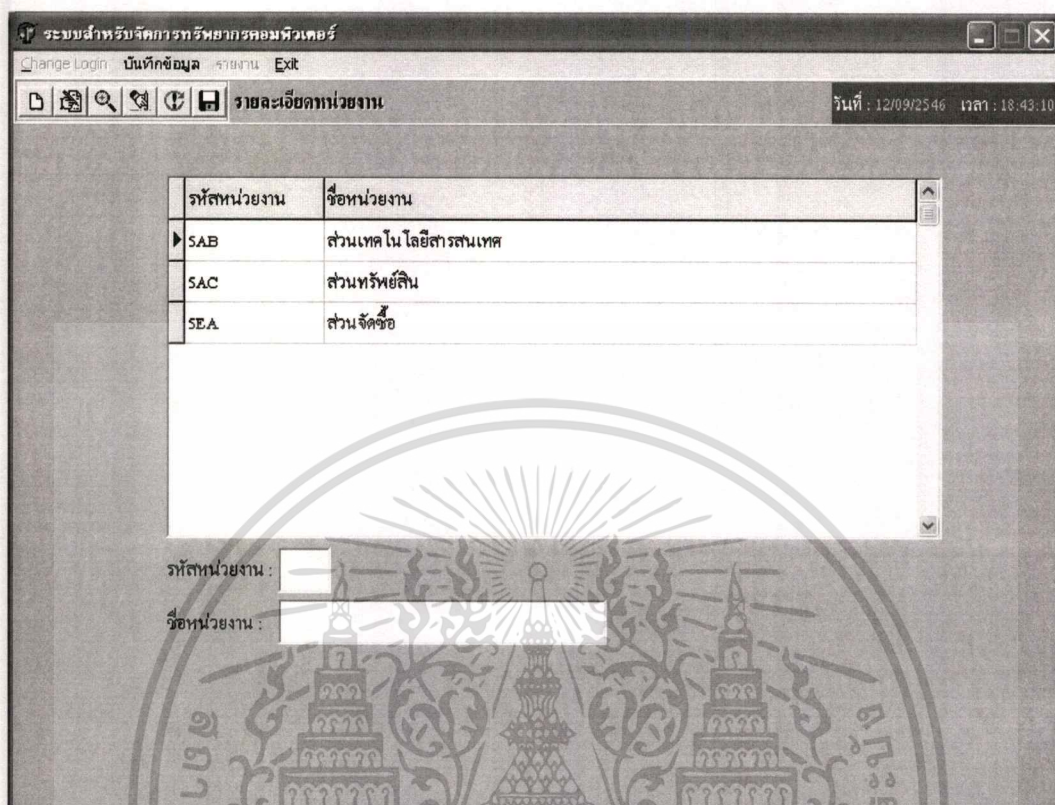 ระบบสำหรับจัดการทรัพยากรคอมพิวเตอร์
Change Login บันทึกข้อมูล รายงาน Exit
รายละเอียดหน่วยงาน วันที่ : 12/09/2546 เวลา : 18:43:10
รหัสหน่วยงาน ชื่อหน่วยงาน
SAB ส่วนเทคโนโลยีสารสนเทศ
SAC ส่วนทรัพย์สิน
SEA ส่วนจัดซื้อ
รหัสหน่วยงาน :
ชื่อหน่วยงาน :